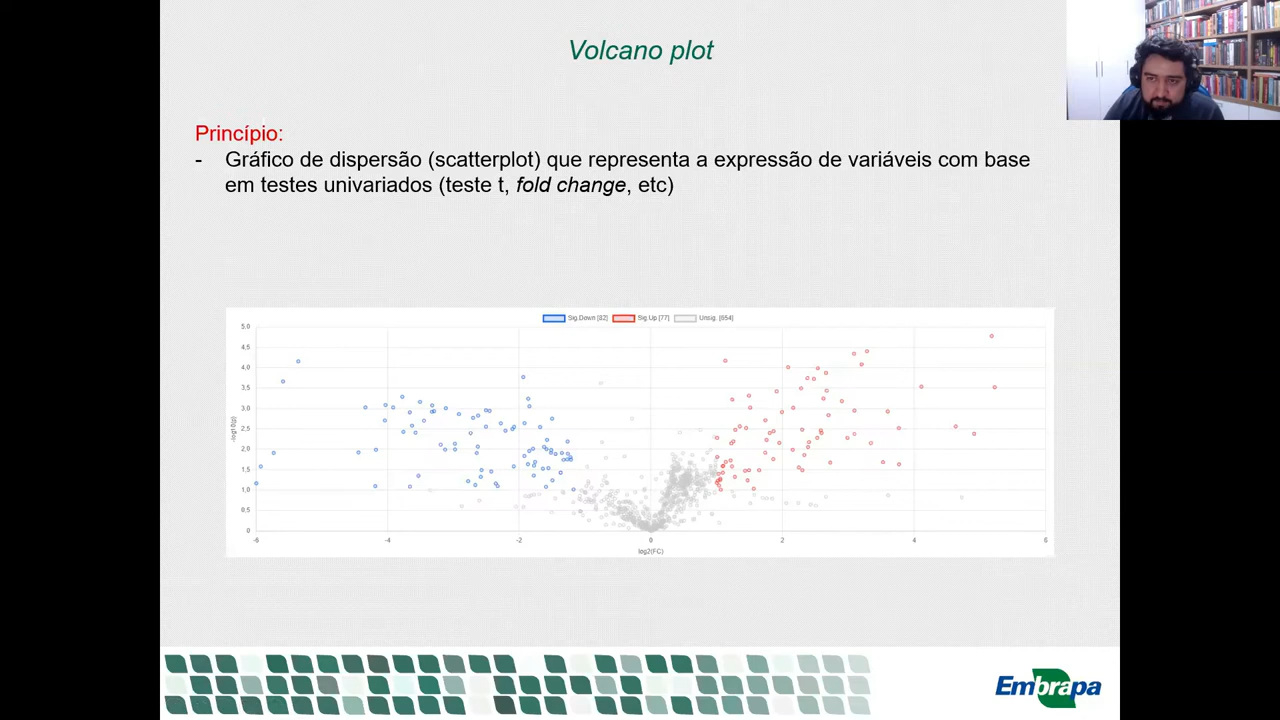 Volcano plot
Princípio:
- Gráfico de dispersão (scatterplot) que representa a expressão de variáveis com base
em testes univariados (teste t, fold change, etc)
Sig.Down [82] Sig.Up [77] Unsig. [654]
5,0
4,5
4,0
3,5
3,0
2,5
2,0
1,5
1,0
0,5
0
-log10(p)
-6 -4 -2 0 2 4 6
log2(FC)
Embrapa